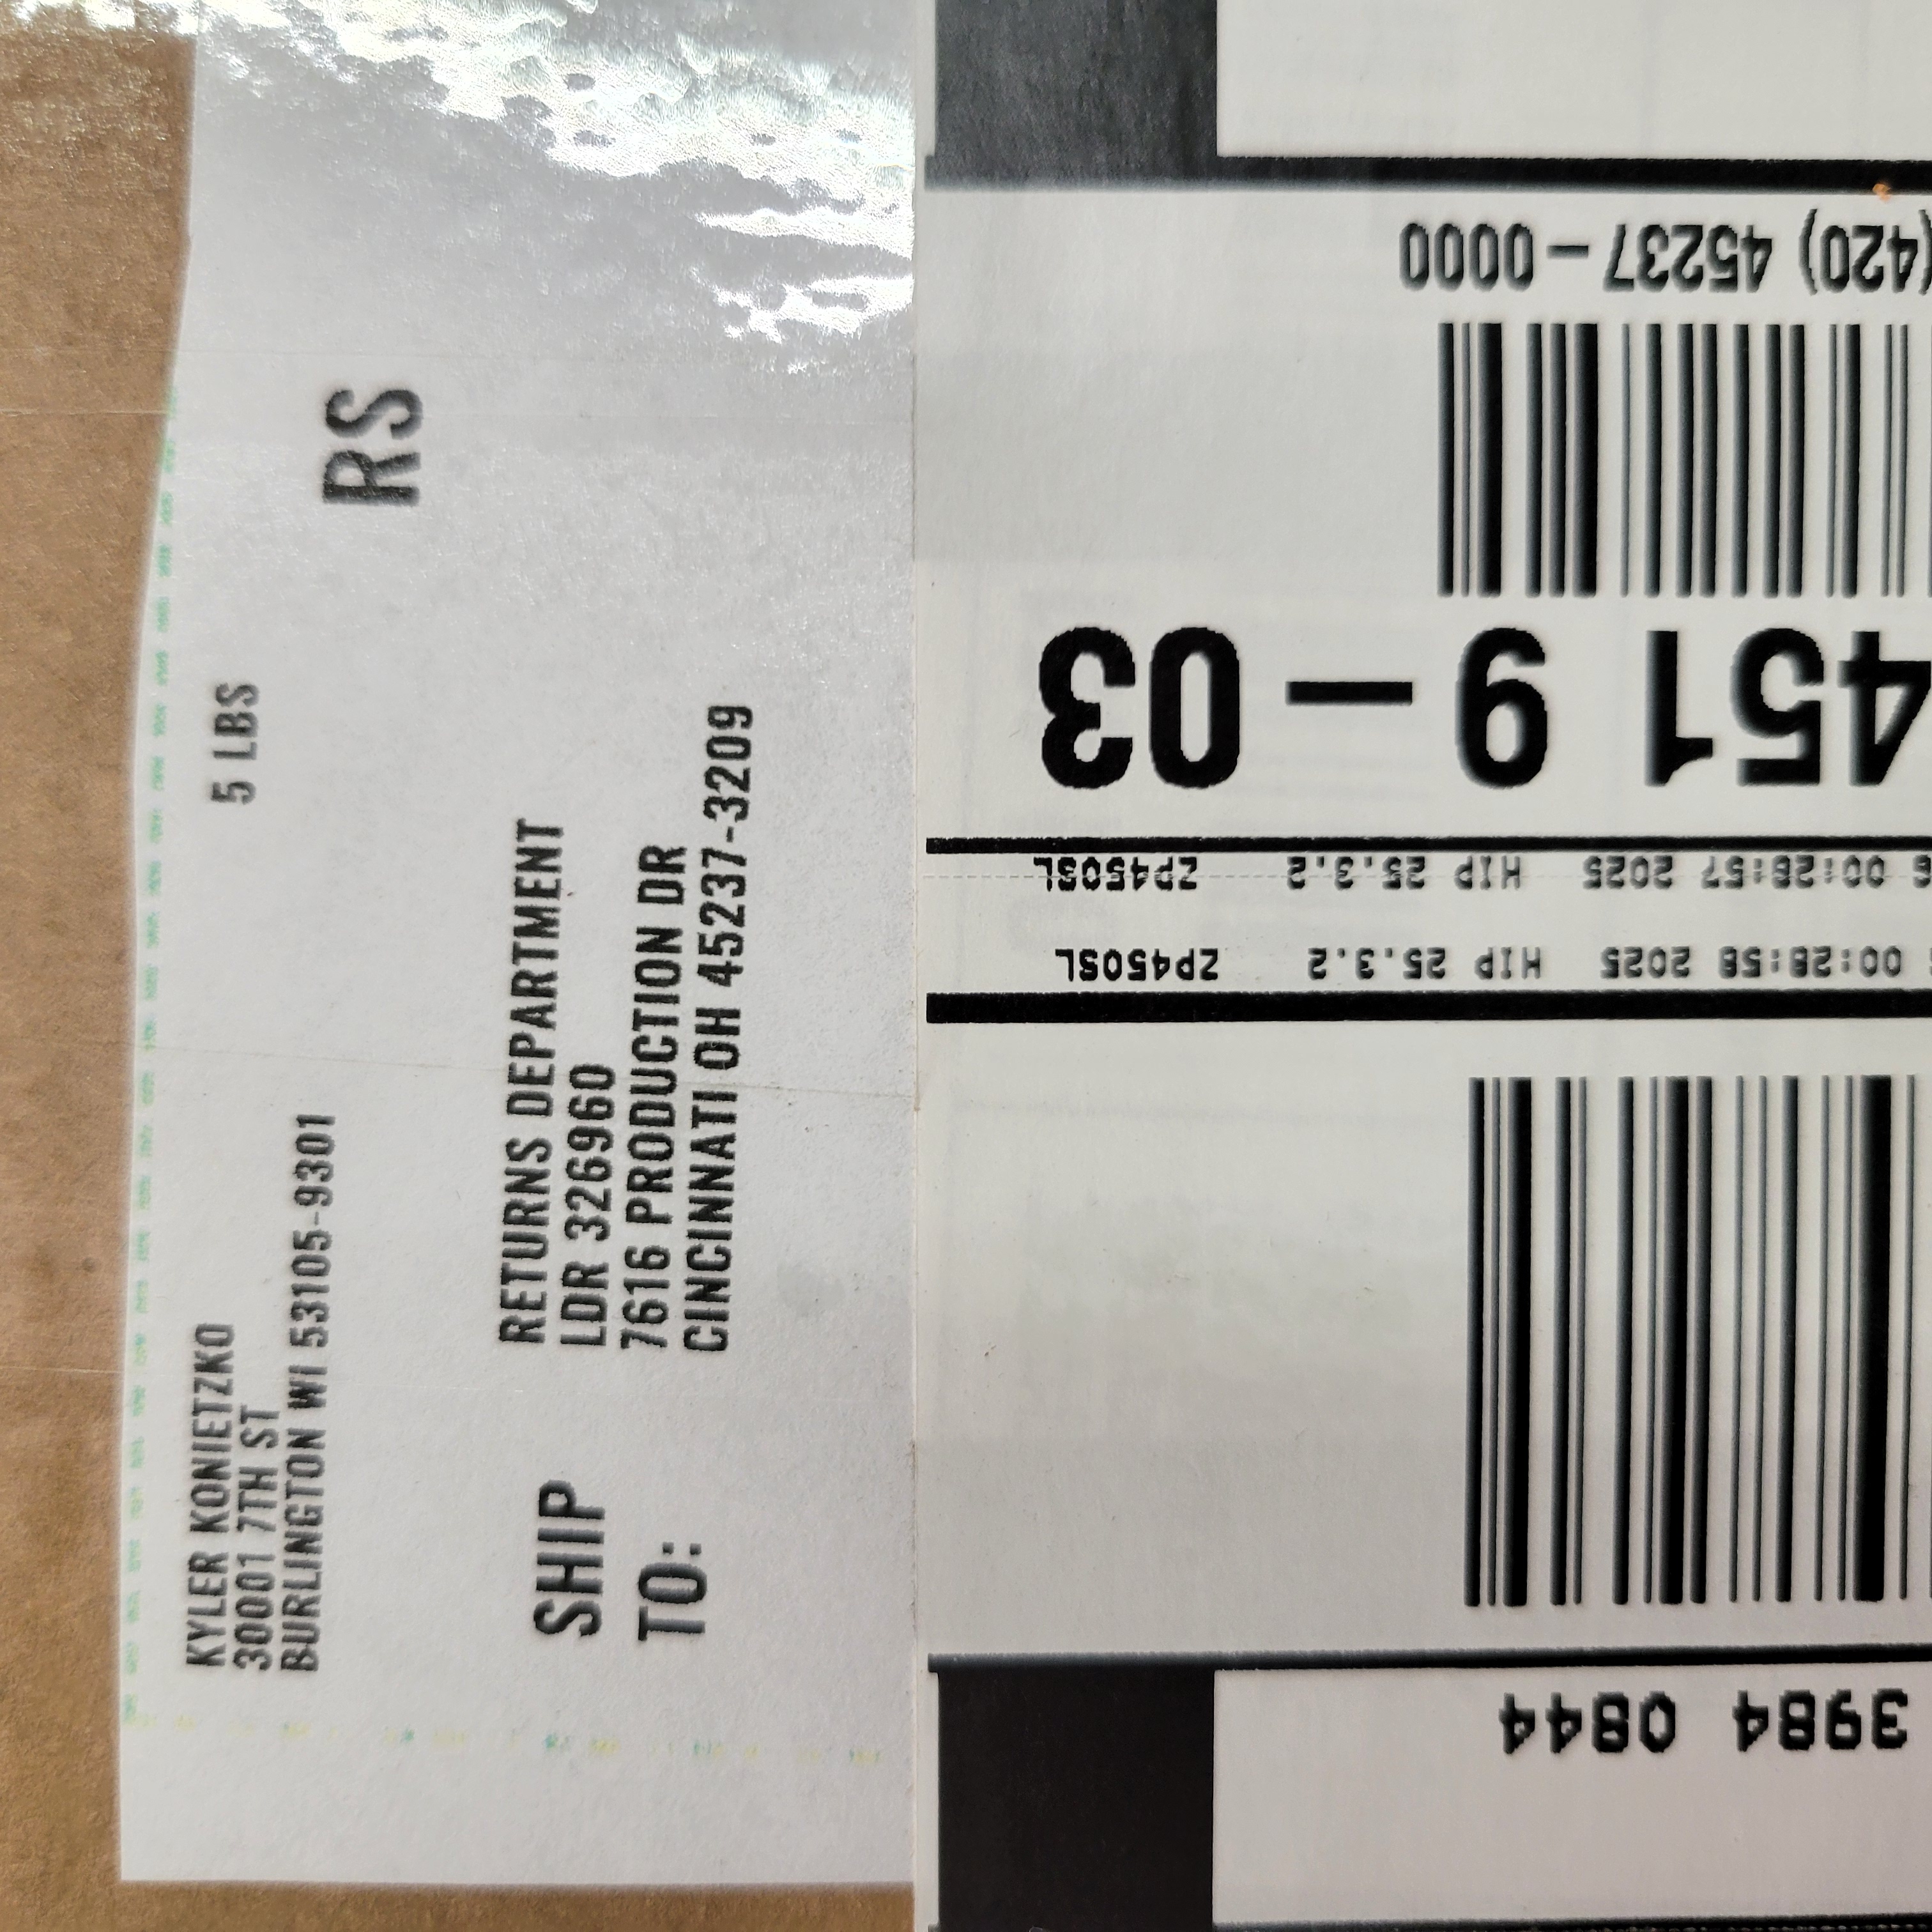 KYLER KONIETZKO
30001 7TH ST
BURLINGTON WI 53105-9301
5 LBS
RS
SHIP
TO:
RETURNS DEPARTMENT
LDR 326960
7616 PRODUCTION DR
CINCINNATI OH 45237-3209
3984 0844
00:28:58 2025 HIP 25.3.2 ZP450SL
00:28:57 2025 HIP 25.3.2 ZP450SL
451 9 – 03
(420) 45237 – 0000